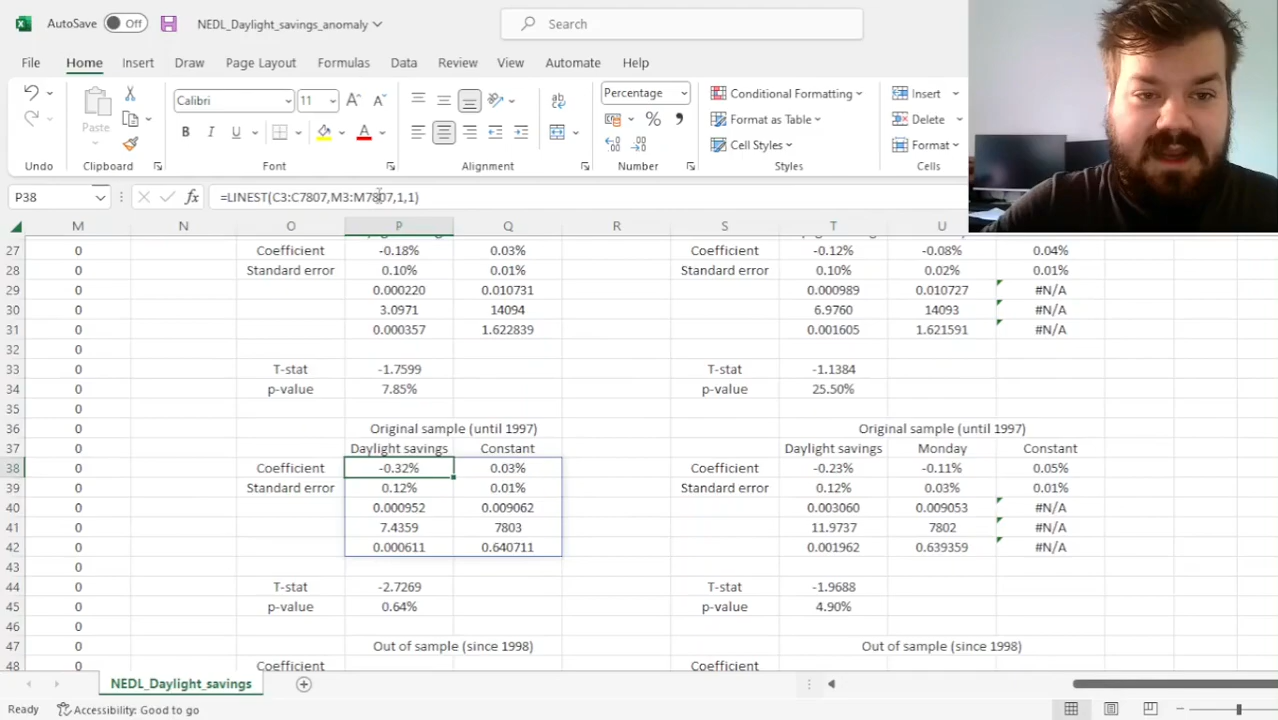 AutoSave Off NEDL_Daylight_savings_anomaly Search
File Home Insert Draw Page Layout Formulas Data Review View Automate Help
Calibri 11 Percentage Conditional Formatting Insert
Paste Format as Table Delete
B I U A Cell Styles Format
Undo Clipboard Font Alignment Number Styles Cells
P38 fx =LINEST(C3:C7807,M3:M7807,1,1)
M N O P Q R S T U
27 0 Coefficient -0.18% 0.03% Coefficient -0.12% -0.08% 0.04%
28 0 Standard error 0.10% 0.01% Standard error 0.10% 0.02% 0.01%
29 0 0.000220 0.010731 0.000989 0.010727 #N/A
30 0 3.0971 14094 6.9760 14093 #N/A
31 0 0.000357 1.622839 0.001605 1.621591 #N/A
32 0
33 0 T-stat -1.7599 T-stat -1.1384
34 0 p-value 7.85% p-value 25.50%
35 0
36 0 Original sample (until 1997) Original sample (until 1997)
37 0 Daylight savings Constant Daylight savings Monday Constant
38 0 Coefficient -0.32% 0.03% Coefficient -0.23% -0.11% 0.05%
39 0 Standard error 0.12% 0.01% Standard error 0.12% 0.03% 0.01%
40 0 0.000952 0.009062 0.003060 0.009053 #N/A
41 0 7.4359 7803 11.9737 7802 #N/A
42 0 0.000611 0.640711 0.001962 0.639359 #N/A
43 0
44 0 T-stat -2.7269 T-stat -1.9688
45 0 p-value 0.64% p-value 4.90%
46 0
47 0 Out of sample (since 1998) Out of sample (since 1998)
48 0 Coefficient Coefficient
NEDL_Daylight_savings
Ready Accessibility: Good to go